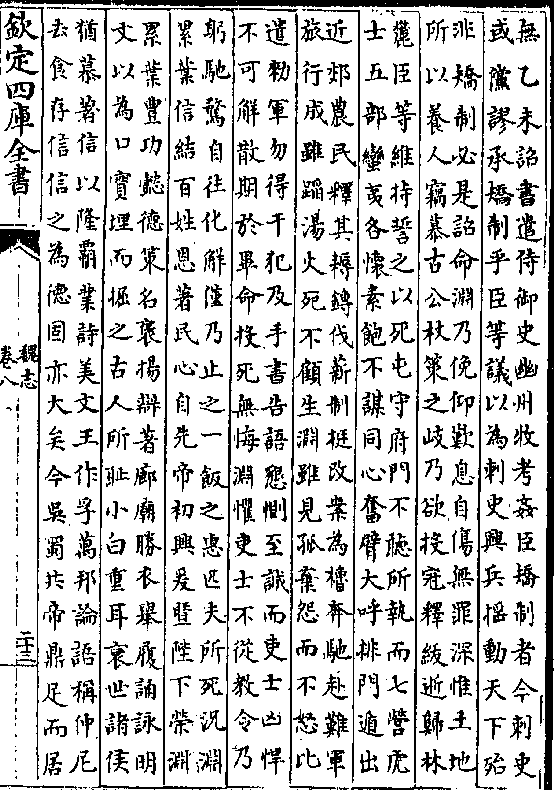 無乙未詔書遣侍御史幽州牧考姦臣矯制者今刺史
或儻謬承矯制乎臣等議以為刺史興兵搖動天下殆
非矯制必是詔命淵乃俛仰歎息自傷無罪深惟土地
所以養人竊慕古公杖策之岐乃欲投冠釋紱逝歸林
麓臣等維持誓之以死屯守府門不聽所執而七營虎
士五部蠻夷各懷素飽不謀同心奮臂大呼排門遁出
近郊農民釋其耨鎛伐薪制梃改案為櫓奔馳赴難軍
旅行成雖蹈湯火死不顧生淵雖見孤棄怨而不怒比
遣勅軍勿得干犯及手書告語懇惻至誠而吏士凶悍
不可解散期於畢命投死無悔淵懼吏士不從教令乃
躬馳騖自往化解僅乃止之一飯之惠匹夫所死況淵
累業信結百姓恩著民心自先帝初興爰暨陛下榮淵
累葉豐功懿德策名褒揚辯著廊廟勝衣舉履誦詠明
文以為口寶埋而掘之古人所恥小白重耳衰世諸侯
猶慕著信以隆霸業詩美文王作孚萬邦論語稱仲尼
去食存信信之為德固亦大矣今吳蜀共帝鼎足而居
欽定四庫全書
魏志
卷八
二十三